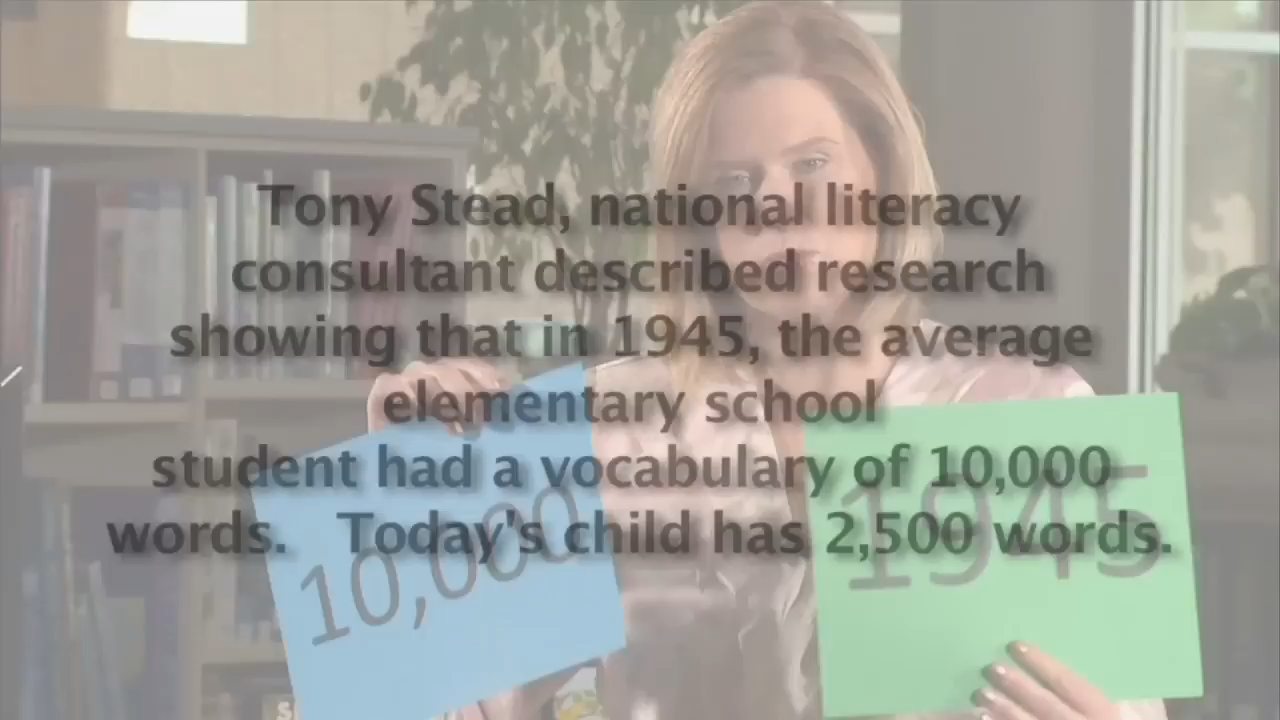 Tony Stead, national literacy
consultant described research
showing that in 1945, the average
elementary school
student had a vocabulary of 10,000
words. Today's child has 2,500 words.
10,000
1945
S